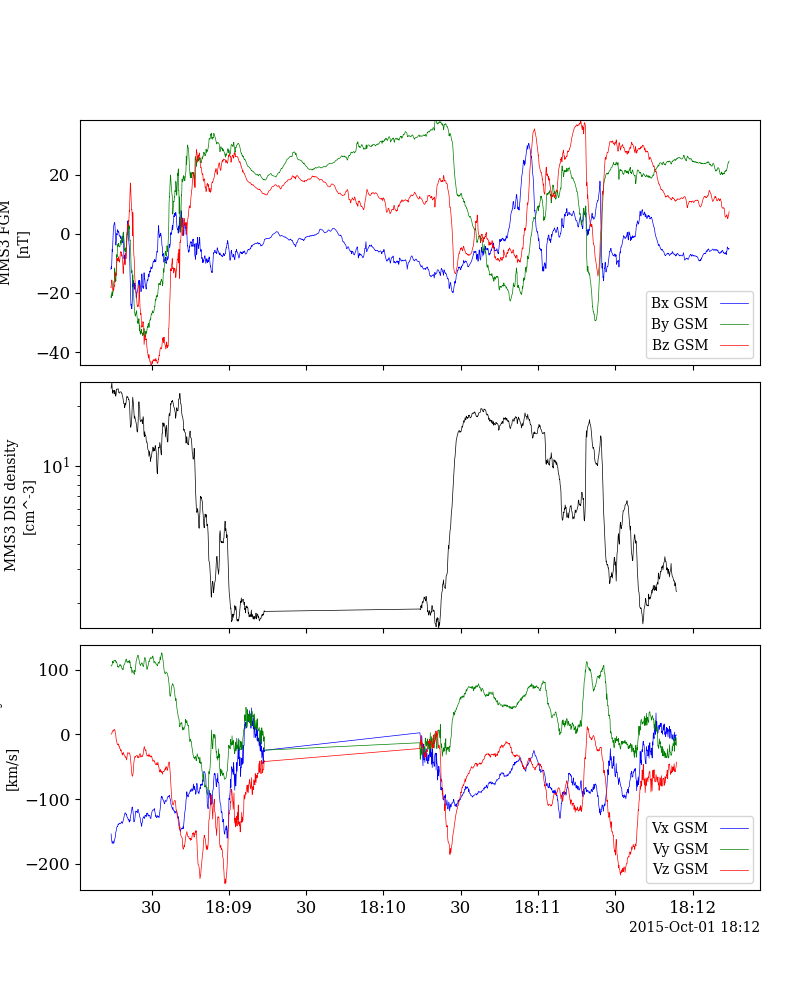 MMS3 FGM
[nT]
20
0
−20
−40
Bx GSM
By GSM
Bz GSM
MMS3 DIS density
[cm^-3]
10^1
[km/s]
100
0
−100
−200
Vx GSM
Vy GSM
Vz GSM
30 18:09 30 18:10 30 18:11 30 18:12
2015-Oct-01 18:12